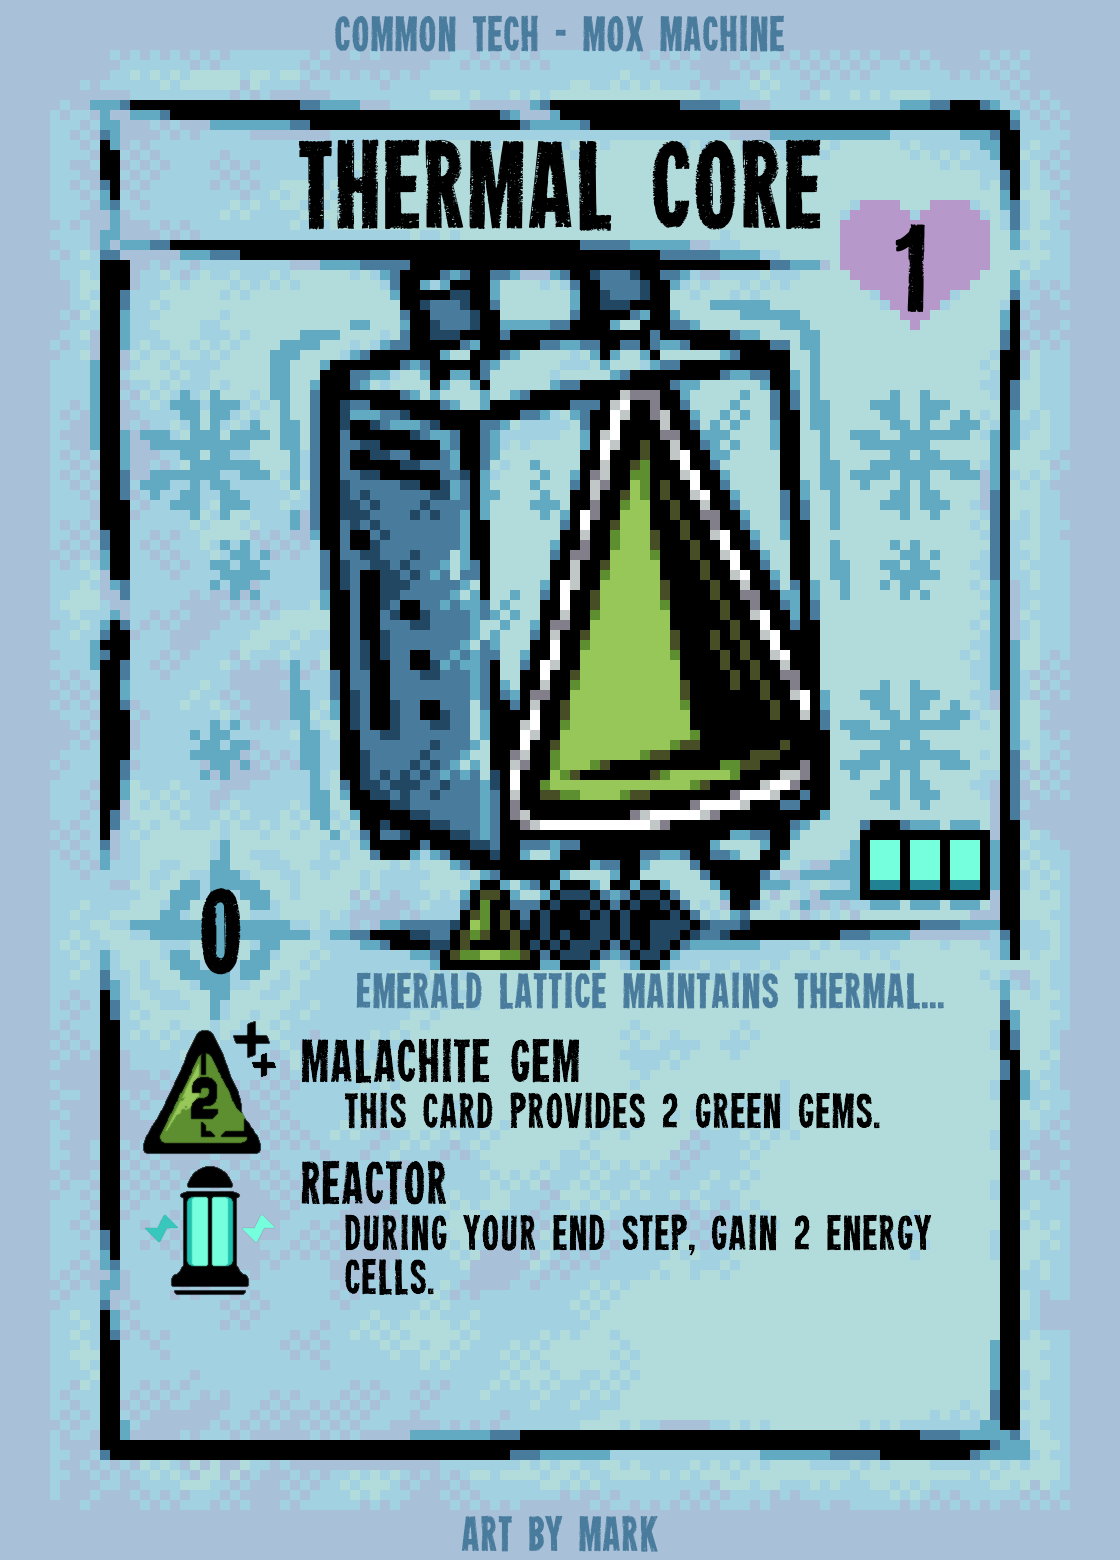 COMMON TECH - MOX MACHINE
THERMAL CORE
1
0
EMERALD LATTICE MAINTAINS THERMAL...
MALACHITE GEM
2
THIS CARD PROVIDES 2 GREEN GEMS.
REACTOR
DURING YOUR END STEP, GAIN 2 ENERGY
CELLS.
ART BY MARK